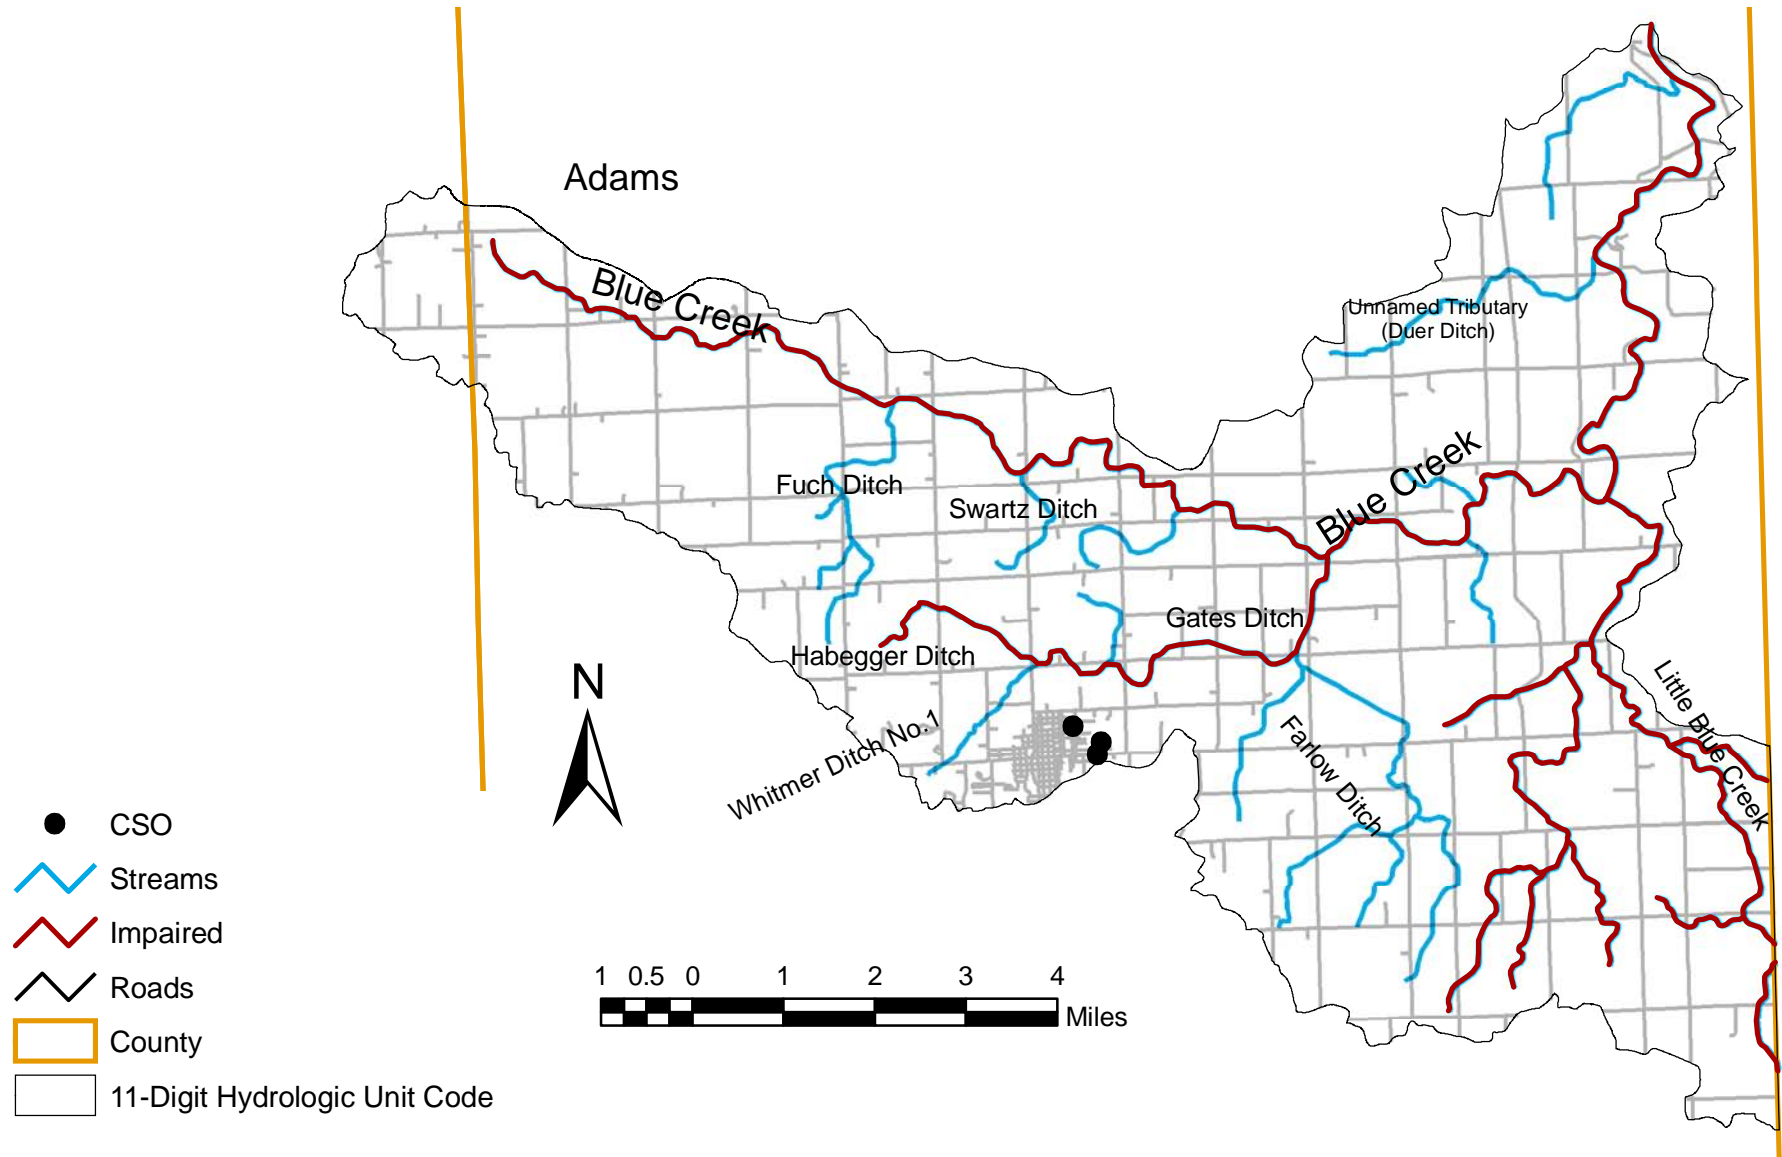 Adams
Blue Creek
Unnamed Tributary
(Duer Ditch)
Blue Creek
Fuch Ditch
Swartz Ditch
Gates Ditch
Habegger Ditch
Little Blue Creek
N
Whitmer Ditch No.1
Farlow Ditch
CSO
Streams
Impaired
Roads
County
11-Digit Hydrologic Unit Code
1 0.5 0 1 2 3 4
Miles